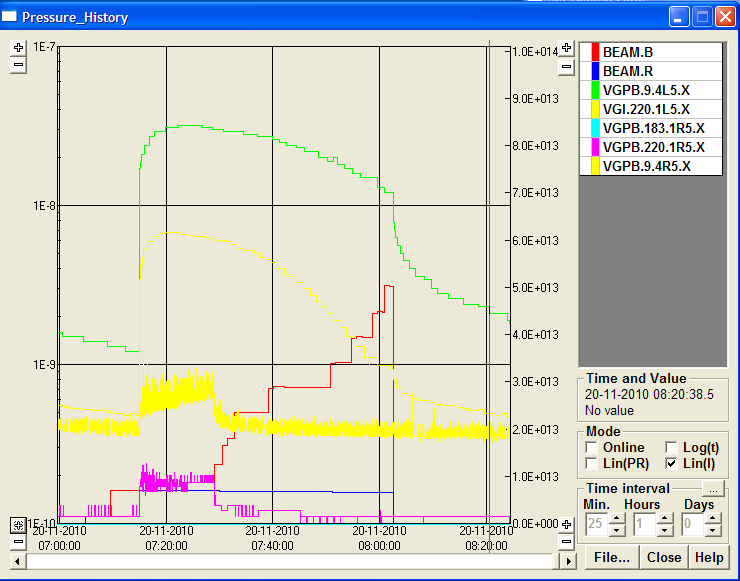 Pressure_History
1E-7
1E-8
1E-9
1E-10
1.0E+014
9.0E+013
8.0E+013
7.0E+013
6.0E+013
5.0E+013
4.0E+013
3.0E+013
2.0E+013
1.0E+013
0.0E+000
20-11-2010 20-11-2010 20-11-2010 20-11-2010 20-11-2010
07:00:00 07:20:00 07:40:00 08:00:00 08:20:00
BEAM.B
BEAM.R
VGPB.9.4L5.X
VGI.220.1L5.X
VGPB.183.1R5.X
VGPB.220.1R5.X
VGPB.9.4R5.X
Time and Value
20-11-2010 08:20:38.5
No value
Mode
Online Log(t)
Lin(PR) Lin(I)
Time interval ...
Min. Hours Days
25 1 0
File... Close Help